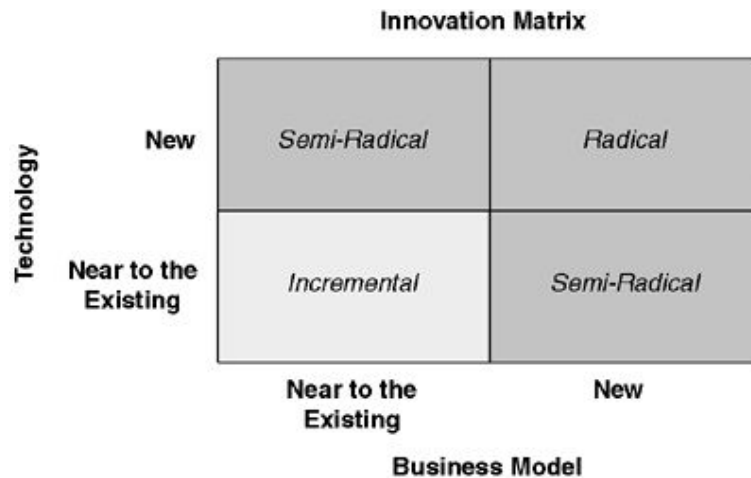 Innovation Matrix
Technology
New
Semi-Radical
Radical
Near to the
Existing
Incremental
Semi-Radical
Near to the
Existing
New
Business Model